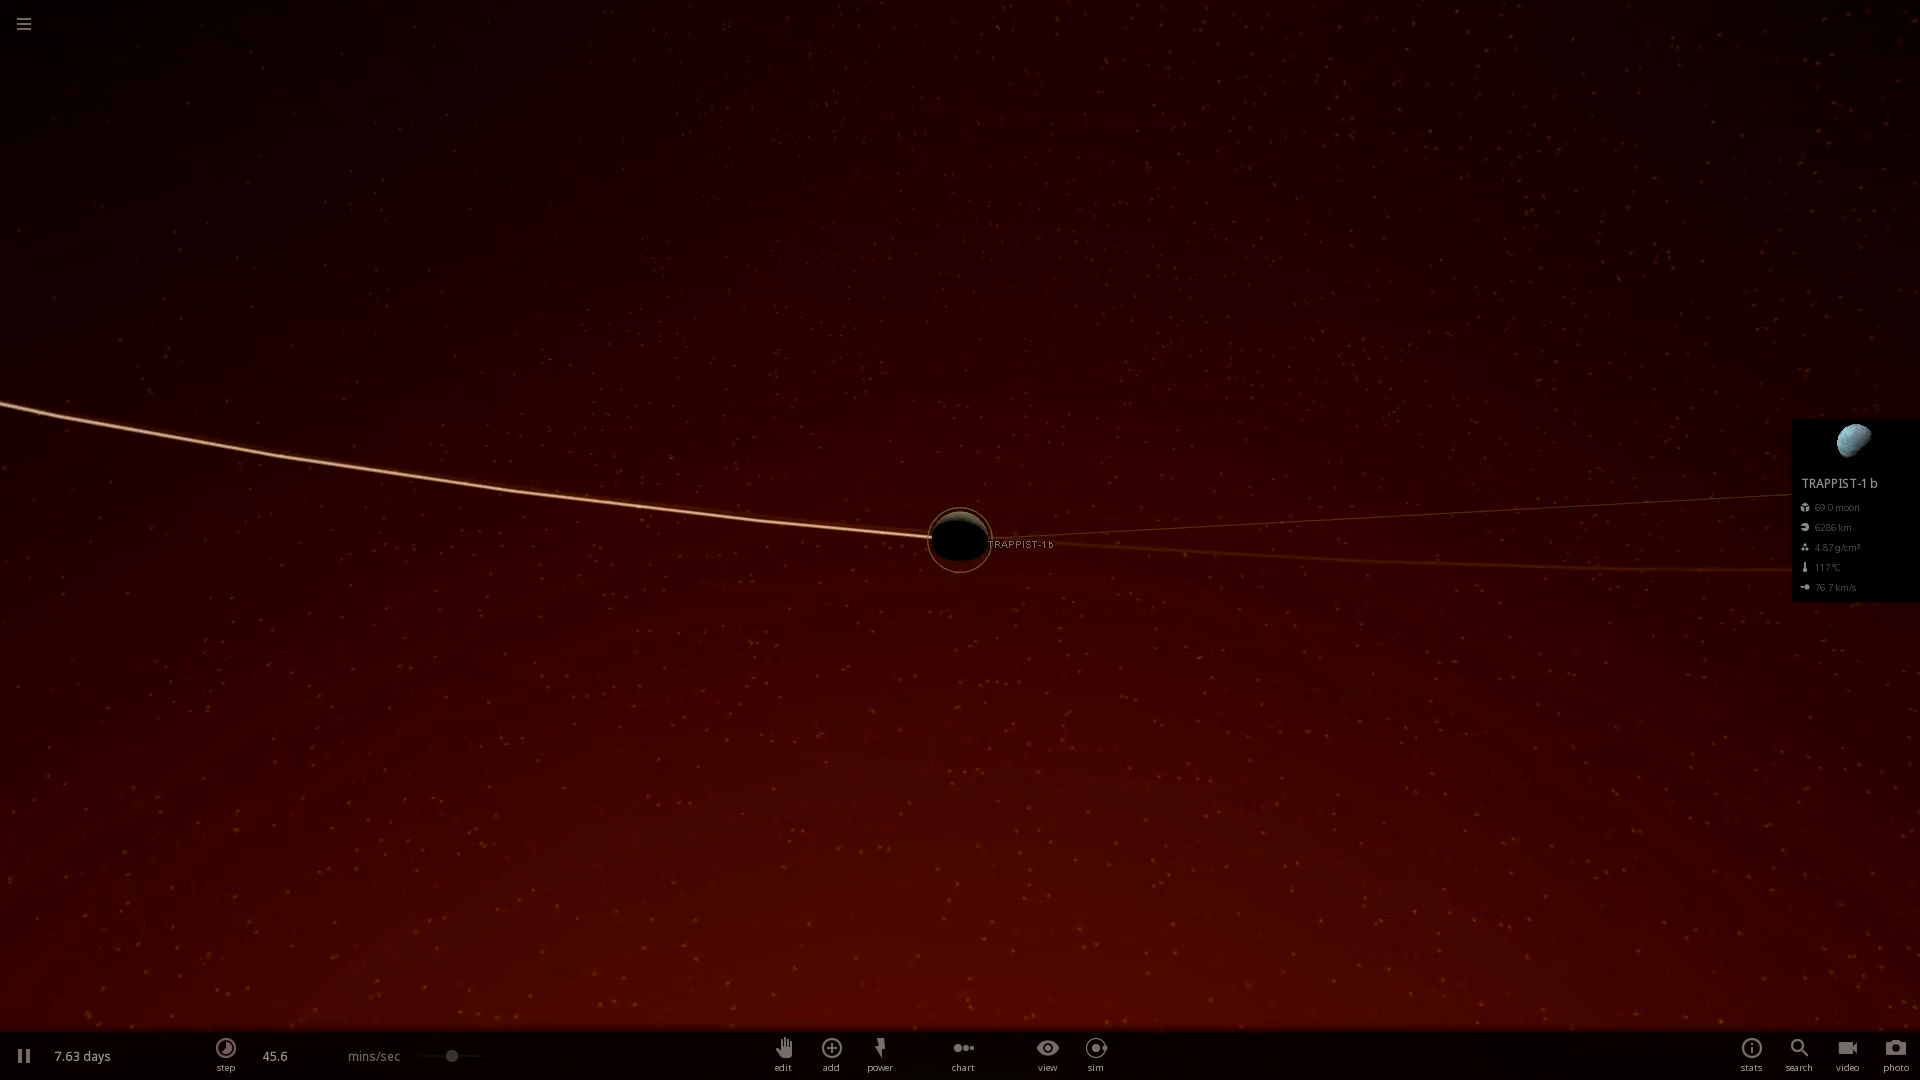 TRAPPIST-1 b
TRAPPIST-1 b
69.0 moon
6286 km
4.87 g/cm³
117 °C
76.7 km/s
7.63 days
step
45.6
mins/sec
edit
add
power
chart
view
sim
stats
search
video
photo